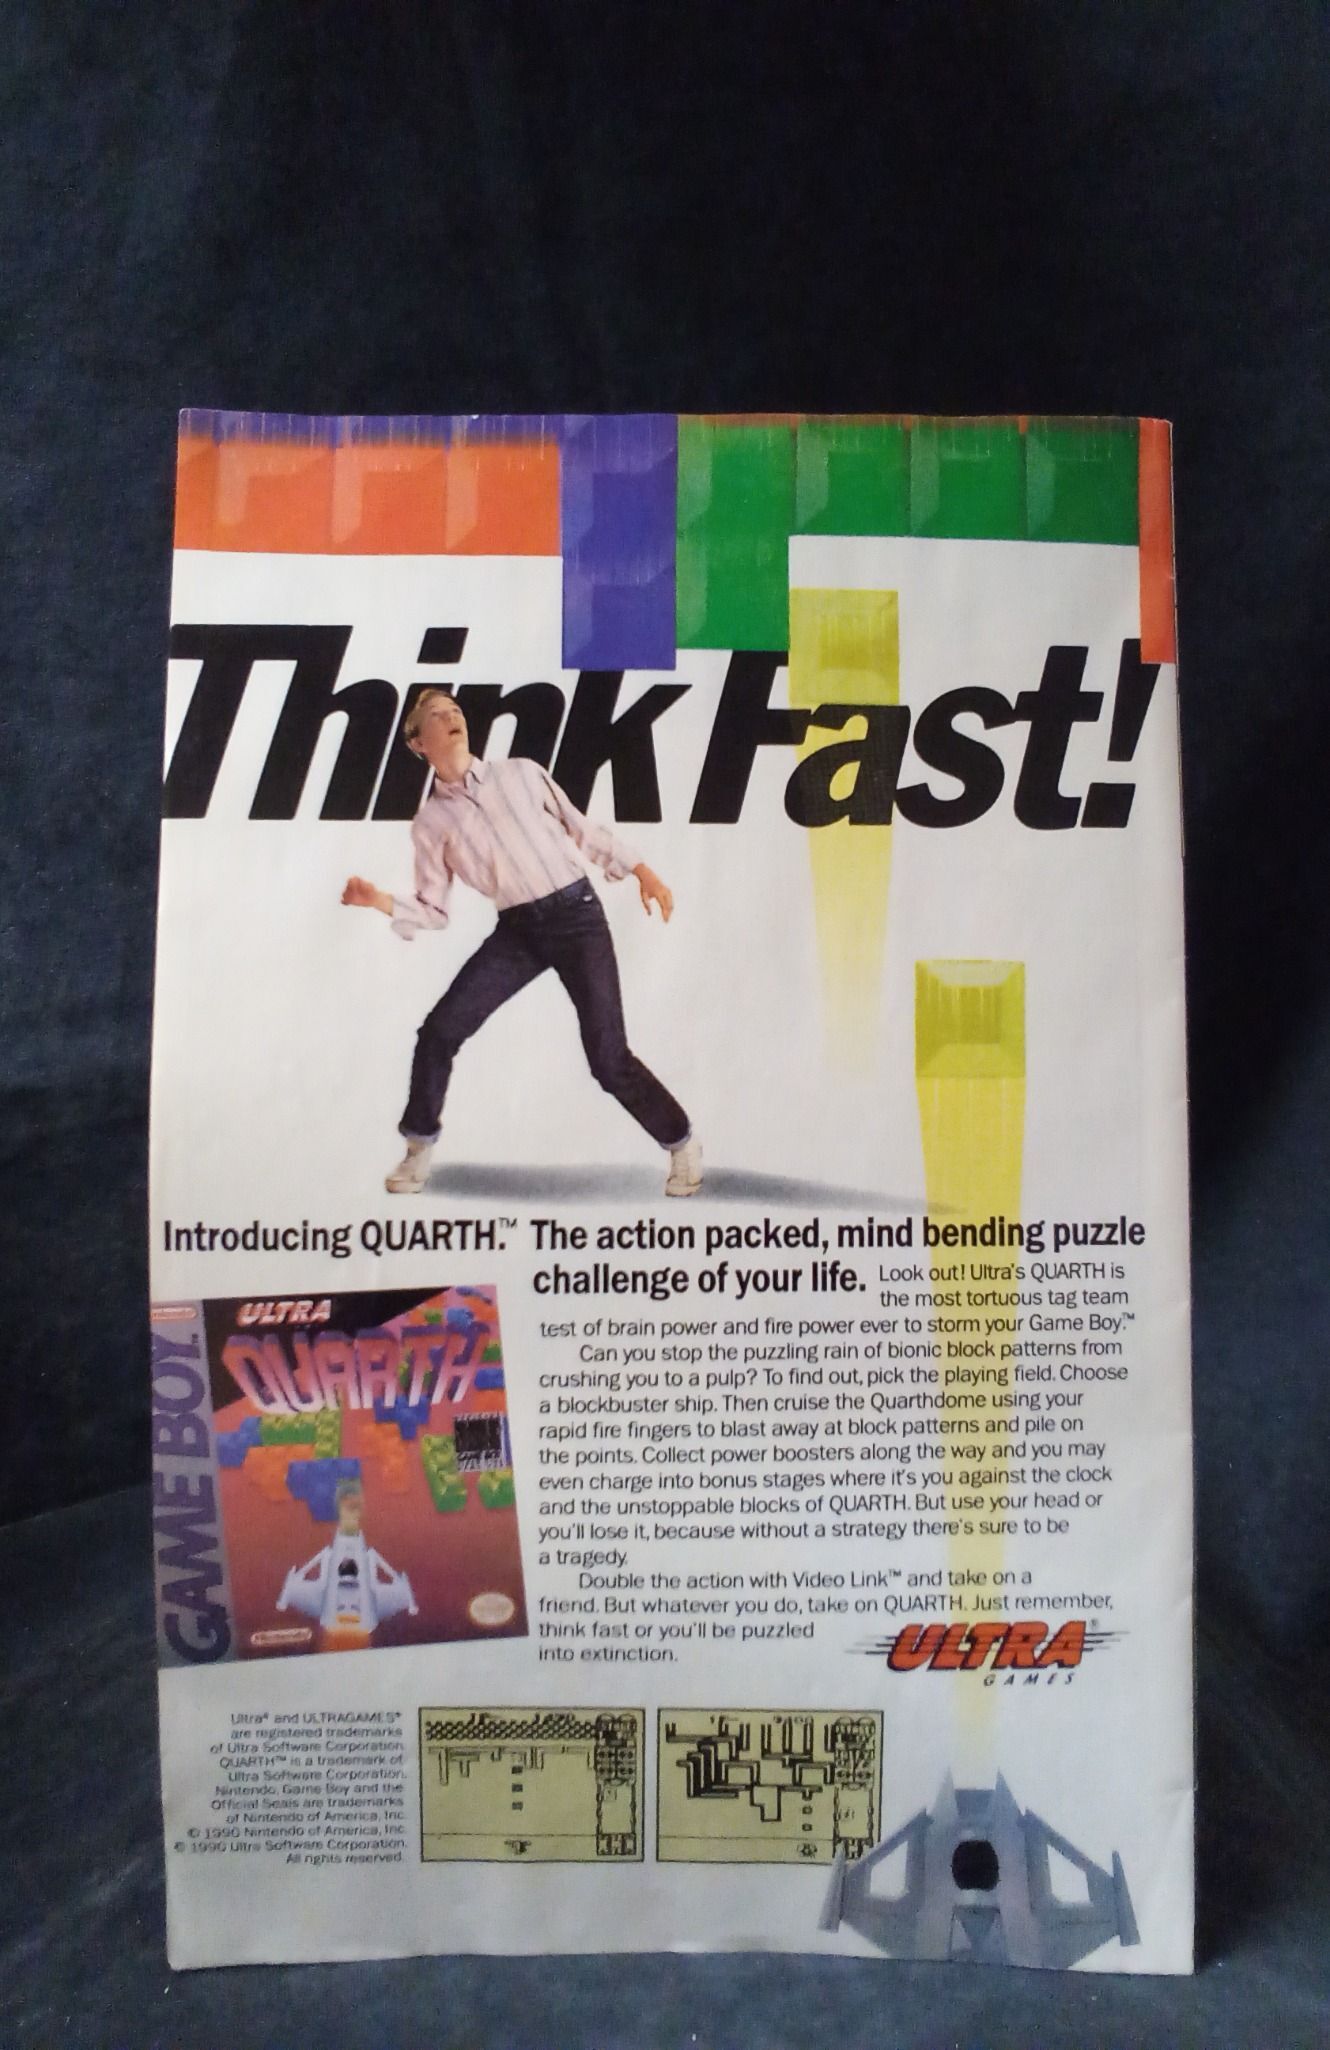 Think Fast!
Introducing QUARTH.™ The action packed, mind bending puzzle
challenge of your life. Look out! Ultra's QUARTH is
the most tortuous tag team
test of brain power and fire power ever to storm your Game Boy.™
Can you stop the puzzling rain of bionic block patterns from
crushing you to a pulp? To find out, pick the playing field. Choose
a blockbuster ship. Then cruise the Quarthdome using your
rapid fire fingers to blast away at block patterns and pile on
the points. Collect power boosters along the way and you may
even charge into bonus stages where it's you against the clock
and the unstoppable blocks of QUARTH. But use your head or
you'll lose it, because without a strategy there's sure to be
a tragedy.
Double the action with Video Link™ and take on a
friend. But whatever you do, take on QUARTH. Just remember,
think fast or you'll be puzzled
into extinction.
ULTRA®
GAMES
Nintendo
GAME BOY™
ULTRA
QUARTH
Nintendo
Ultra® and ULTRAGAMES®
are registered trademarks
of Ultra Software Corporation.
QUARTH™ is a trademark of
Ultra Software Corporation.
Nintendo, Game Boy and the
Official Seals are trademarks
of Nintendo of America, Inc.
© 1990 Nintendo of America, Inc.
© 1990 Ultra Software Corporation.
All rights reserved.